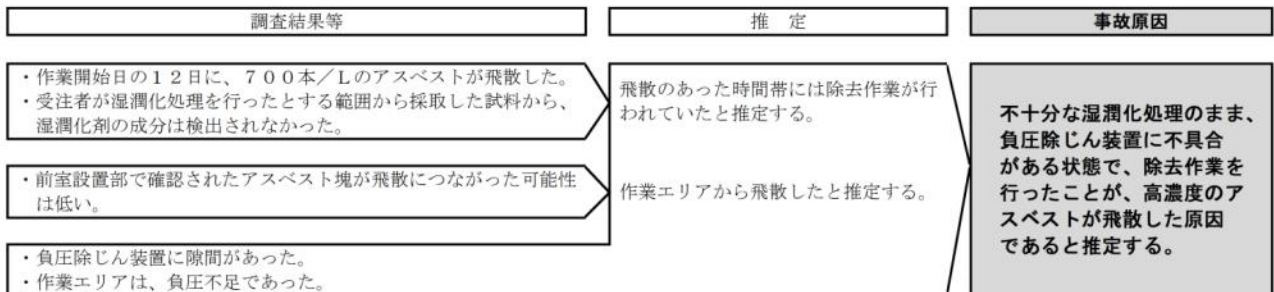 調査結果等
推　定
事故原因
・作業開始日の１２日に、７００本／Ｌのアスベストが飛散した。
・受注者が湿潤化処理を行ったとする範囲から採取した試料から、
湿潤化剤の成分は検出されなかった。
飛散のあった時間帯には除去作業が行
われていたと推定する。
・前室設置部で確認されたアスベスト塊が飛散につながった可能性
は低い。
作業エリアから飛散したと推定する。
・負圧除じん装置に隙間があった。
・作業エリアは、負圧不足であった。
不十分な湿潤化処理のまま、
負圧除じん装置に不具合
がある状態で、除去作業を
行ったことが、高濃度のア
スベストが飛散した原因
であると推定する。